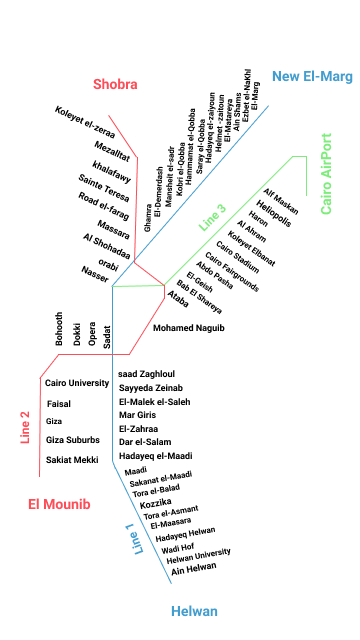 Shobra
New El-Marg
Koleyet el-zeraa
Mezalltat
khalafawy
Sainte Teresa
Road el-farag
Massara
Al Shohadaa
orabi
Nasser
Ghamra
El-Demerdash
Mansheit el-sadr
Kobri el-Qobba
Hammamat el-Qobba
Saray el-Qobba
Hadayeq el-zaiyoun
Helmet -zaitoun
El-Matareya
Ain Shams
Ezbet el-NaKhl
El-Marg
Cairo AirPort
Line 3
Alf Maskan
Heliopolis
Haron
Al Ahram
Koleyet Elbanat
Cairo Stadium
Cairo Fairgrounds
Abdo Pasha
El-Geish
Bab El Shareya
Ataba
Mohamed Naguib
Bohooth
Dokki
Opera
Sadat
Cairo University
Faisal
Giza
Giza Suburbs
Sakiat Mekki
Line 2
El Mounib
saad Zaghloul
Sayyeda Zeinab
El-Malek el-Saleh
Mar Giris
El-Zahraa
Dar el-Salam
Hadayeq el-Maadi
Maadi
Sakanat el-Maadi
Tora el-Balad
Kozzika
Tora el-Asmant
El-Maasara
Hadayeq Helwan
Wadi Hof
Helwan University
Ain Helwan
Line 1
Helwan